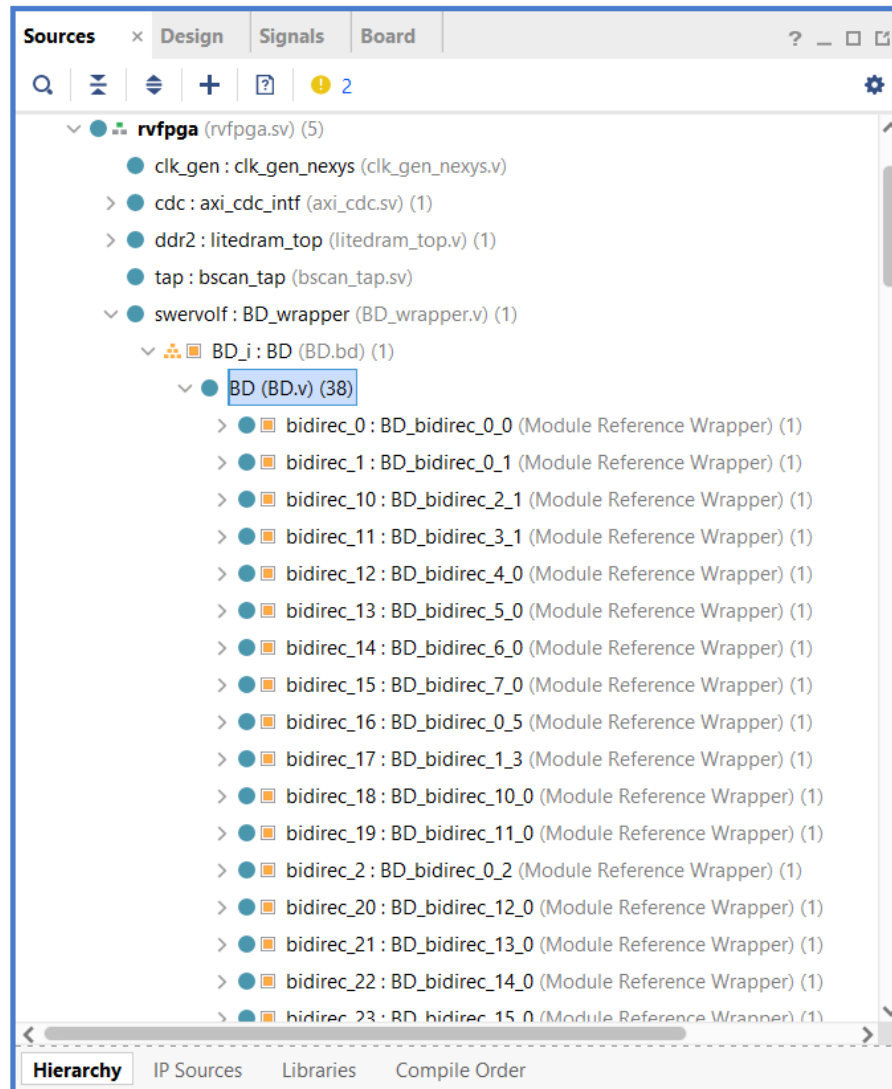 Sources × Design Signals Board ?
2
rvfpga (rvfpga.sv) (5)
clk_gen : clk_gen_nexys (clk_gen_nexys.v)
cdc : axi_cdc_intf (axi_cdc.sv) (1)
ddr2 : litedram_top (litedram_top.v) (1)
tap : bscan_tap (bscan_tap.sv)
swervolf : BD_wrapper (BD_wrapper.v) (1)
BD_i : BD (BD.bd) (1)
BD (BD.v) (38)
bidirec_0 : BD_bidirec_0_0 (Module Reference Wrapper) (1)
bidirec_1 : BD_bidirec_0_1 (Module Reference Wrapper) (1)
bidirec_10 : BD_bidirec_2_1 (Module Reference Wrapper) (1)
bidirec_11 : BD_bidirec_3_1 (Module Reference Wrapper) (1)
bidirec_12 : BD_bidirec_4_0 (Module Reference Wrapper) (1)
bidirec_13 : BD_bidirec_5_0 (Module Reference Wrapper) (1)
bidirec_14 : BD_bidirec_6_0 (Module Reference Wrapper) (1)
bidirec_15 : BD_bidirec_7_0 (Module Reference Wrapper) (1)
bidirec_16 : BD_bidirec_0_5 (Module Reference Wrapper) (1)
bidirec_17 : BD_bidirec_1_3 (Module Reference Wrapper) (1)
bidirec_18 : BD_bidirec_10_0 (Module Reference Wrapper) (1)
bidirec_19 : BD_bidirec_11_0 (Module Reference Wrapper) (1)
bidirec_2 : BD_bidirec_0_2 (Module Reference Wrapper) (1)
bidirec_20 : BD_bidirec_12_0 (Module Reference Wrapper) (1)
bidirec_21 : BD_bidirec_13_0 (Module Reference Wrapper) (1)
bidirec_22 : BD_bidirec_14_0 (Module Reference Wrapper) (1)
bidirec_23 : BD_bidirec_15_0 (Module Reference Wrapper) (1)
Hierarchy IP Sources Libraries Compile Order